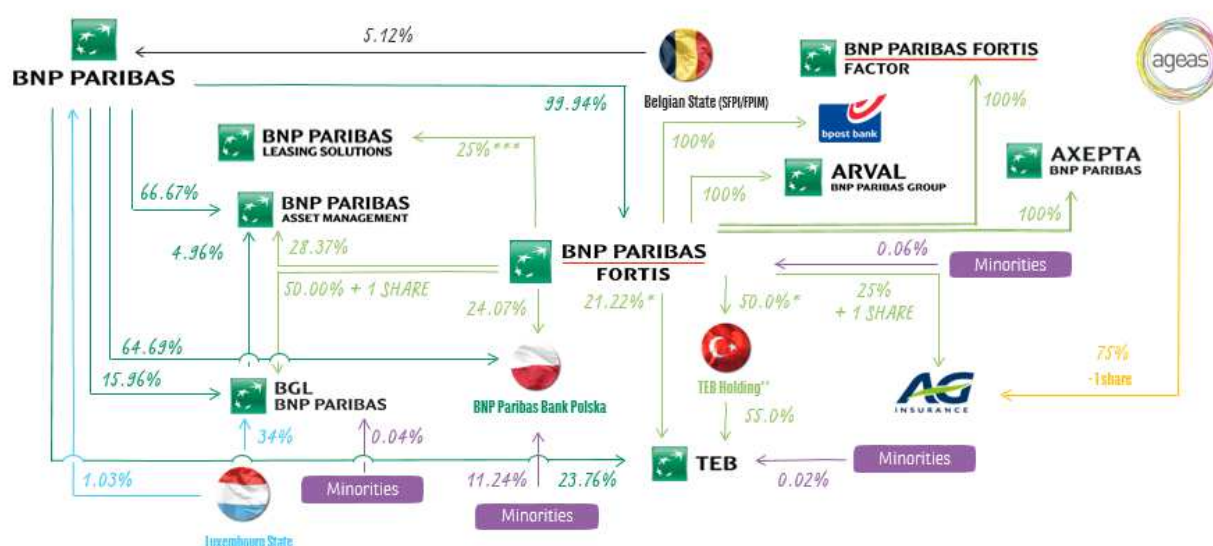 5.12%
BNP PARIBAS
BNP PARIBAS FORTIS
FACTOR
ageas
99.94%
Belgian State (SFPI/FPIM)
100%
bpost bank
BNP PARIBAS
LEASING SOLUTIONS
25%***
100%
ARVAL
BNP PARIBAS GROUP
AXEPTA
BNP PARIBAS
100%
100%
66.67%
BNP PARIBAS
ASSET MANAGEMENT
4.96%
28.37%
BNP PARIBAS
FORTIS
0.06%
Minorities
50.00% + 1 SHARE
24.07%
21.22%*
50.0%*
25%
+ 1 SHARE
64.69%
75%
-1 share
15.96%
BGL
BNP PARIBAS
BNP Paribas Bank Polska
TEB Holding**
AG
INSURANCE
34%
0.04%
55.0%
1.03%
Minorities
11.24%
23.76%
TEB
0.02%
Minorities
Minorities
Luxembourg State